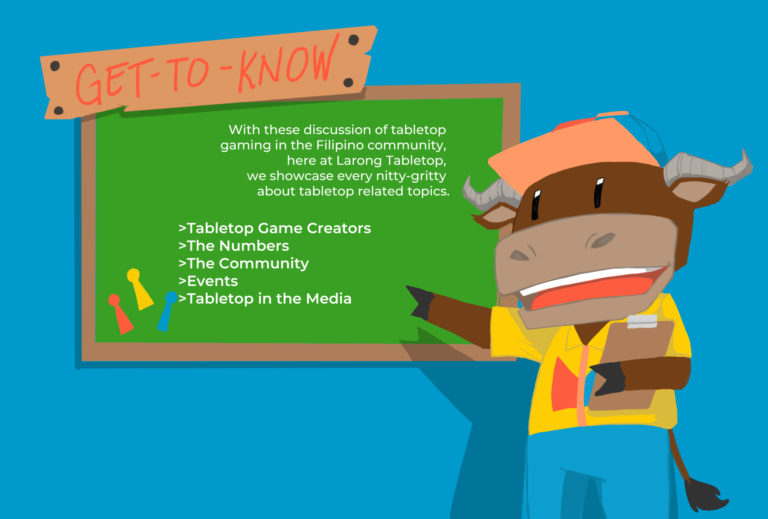 GET-TO-KNOW
With these discussion of tabletop
gaming in the Filipino community,
here at Larong Tabletop,
we showcase every nitty-gritty
about tabletop related topics.
>Tabletop Game Creators
>The Numbers
>The Community
>Events
>Tabletop in the Media